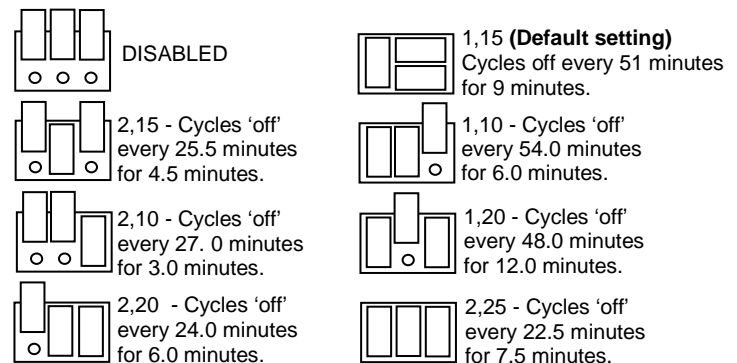 DISABLED
2,15 - Cycles ‘off’
every 25.5 minutes
for 4.5 minutes.
2,10 - Cycles ‘off’
every 27. 0 minutes
for 3.0 minutes.
2,20 - Cycles ‘off’
every 24.0 minutes
for 6.0 minutes.
1,15 (Default setting)
Cycles off every 51 minutes
for 9 minutes.
1,10 - Cycles ‘off’
every 54.0 minutes
for 6.0 minutes.
1,20 - Cycles ‘off’
every 48.0 minutes
for 12.0 minutes.
2,25 - Cycles ‘off’
every 22.5 minutes
for 7.5 minutes.